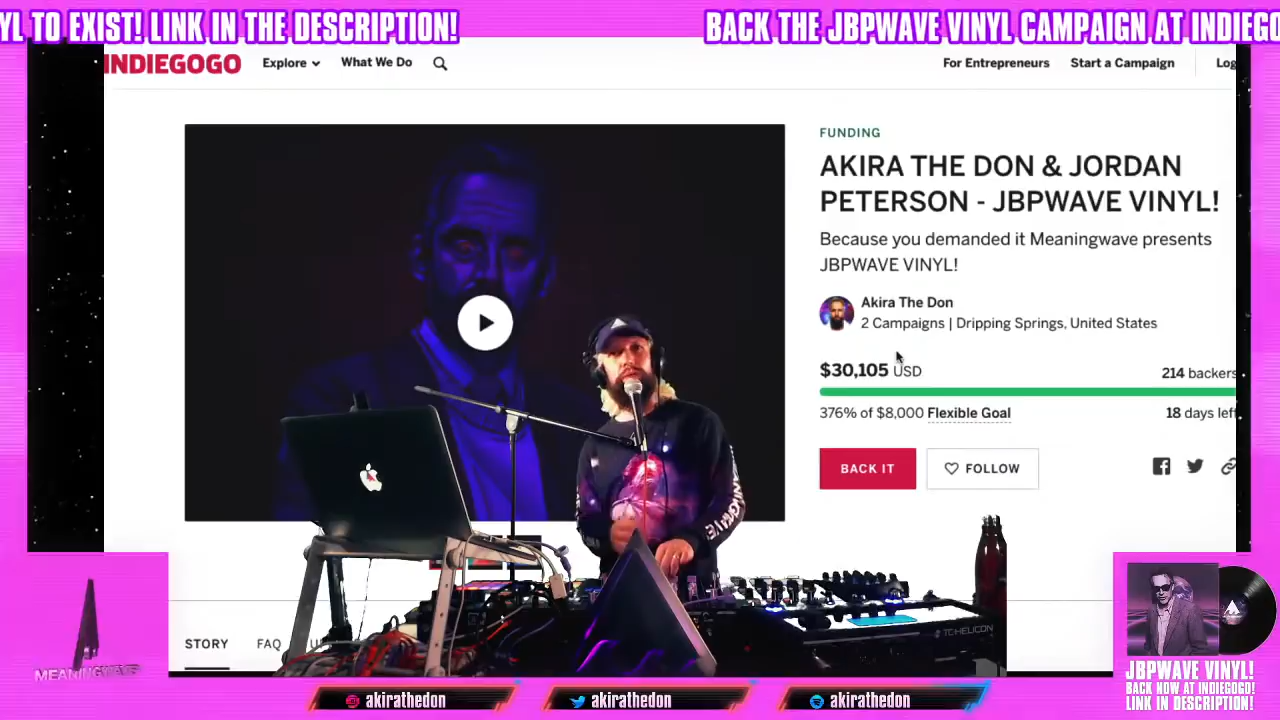 YL TO EXIST! LINK IN THE DESCRIPTION!
BACK THE JBPWAVE VINYL CAMPAIGN AT INDIEGO
INDIEGOGO
Explore
What We Do
For Entrepreneurs
Start a Campaign
Log
FUNDING
AKIRA THE DON & JORDAN
PETERSON - JBPWAVE VINYL!
Because you demanded it Meaningwave presents
JBPWAVE VINYL!
Akira The Don
2 Campaigns | Dripping Springs, United States
$30,105 USD
214 backers
376% of $8,000 Flexible Goal
18 days left
BACK IT
FOLLOW
STORY
FAQ
TC HELICON
MEANINGWAVE
JBPWAVE VINYL!
BACK NOW AT INDIEGOGO!
LINK IN DESCRIPTION!
akirathedon
akirathedon
akirathedon